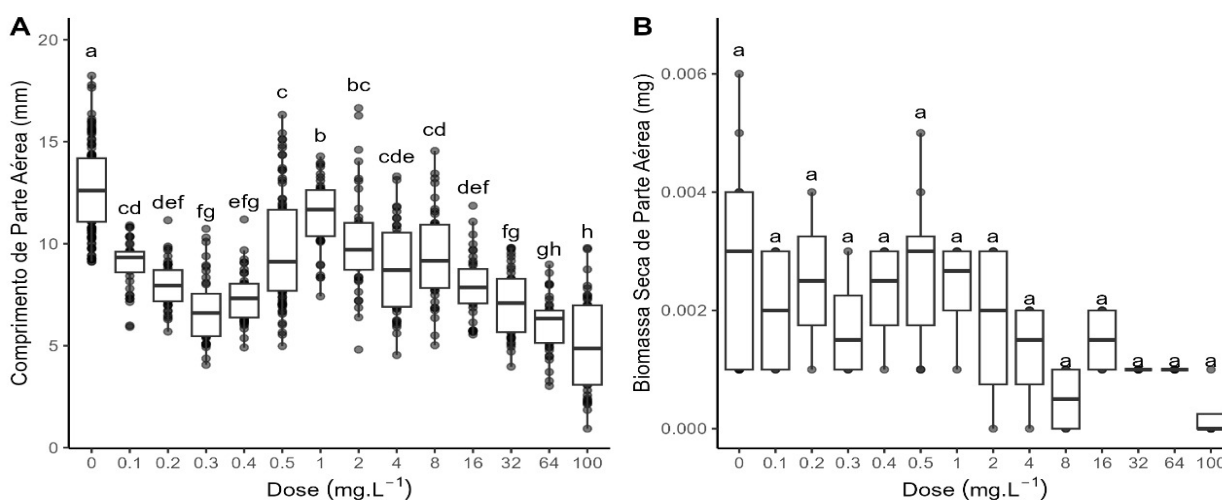 A
Comprimento de Parte Aérea (mm)
20
15
10
5
0
a
cd
def
fg
efg
c
b
bc
cde
cd
def
fg
gh
h
0 0.1 0.2 0.3 0.4 0.5 1 2 4 8 16 32 64 100
Dose (mg.L⁻¹)
B
Biomassa Seca de Parte Aérea (mg)
0.006
0.004
0.002
0.000
a
a
a
a
a
a
a
a
a
a
a
a
a
a
0 0.1 0.2 0.3 0.4 0.5 1 2 4 8 16 32 64 100
Dose (mg.L⁻¹)